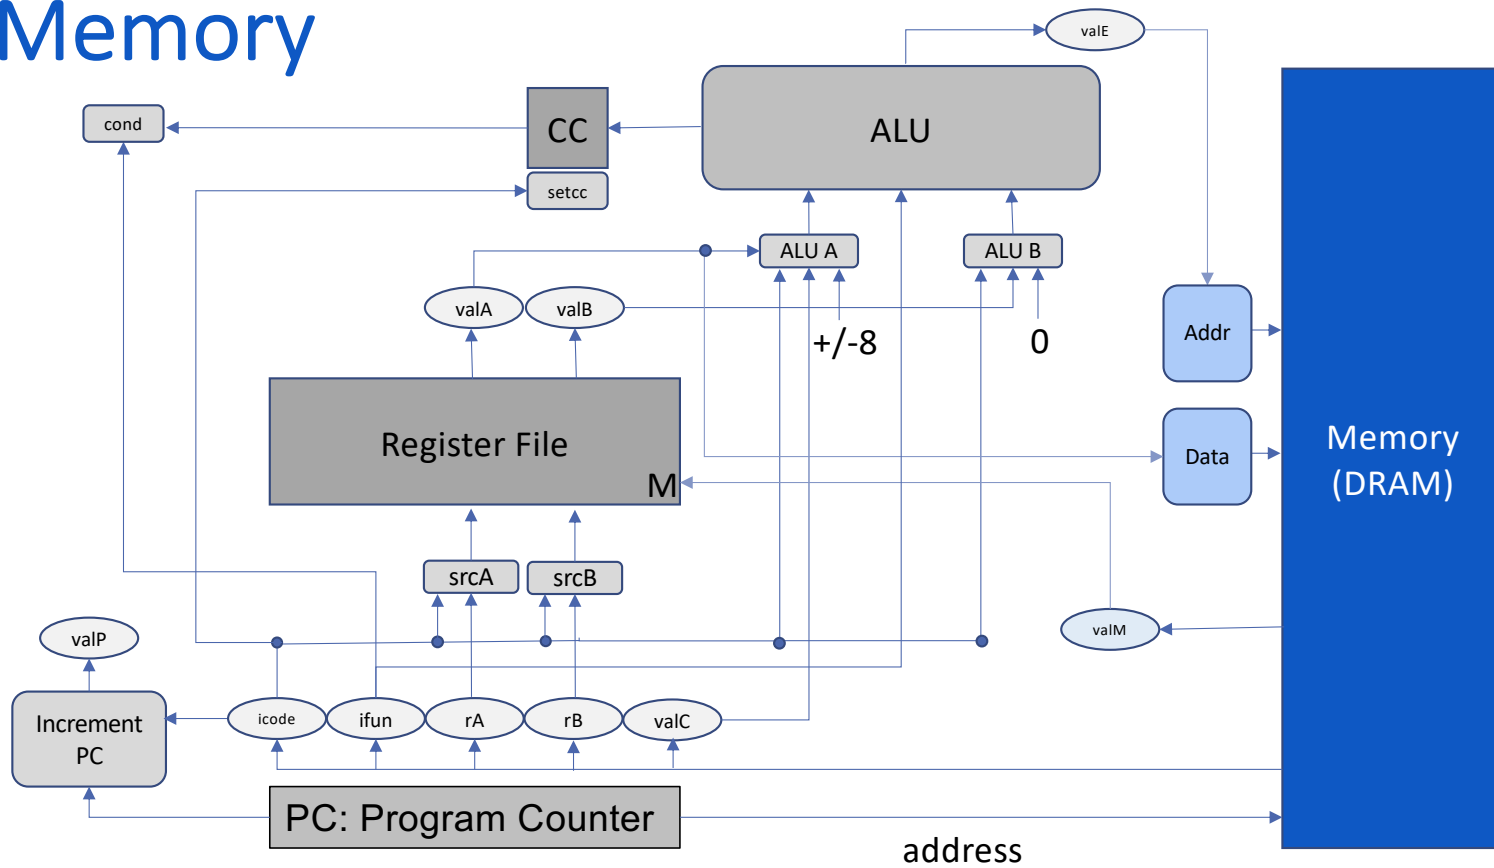 Memory
valE
cond
CC
ALU
setcc
ALU A
ALU B
valA
valB
+/-8
0
Addr
Register File
M
Data
Memory
(DRAM)
srcA
srcB
valP
valM
Increment
PC
icode
ifun
rA
rB
valC
PC: Program Counter
address